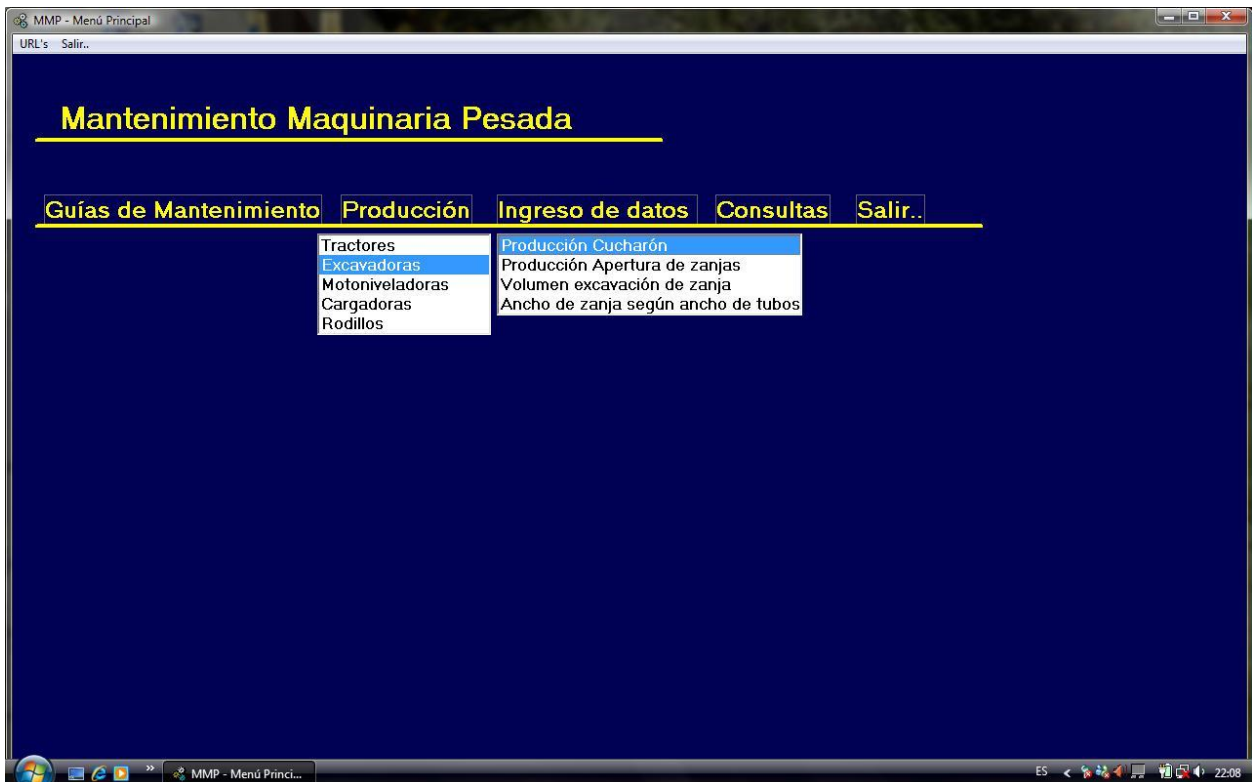 MMP - Menú Principal
URL's Salir..
Mantenimiento Maquinaria Pesada
Guías de Mantenimiento Producción Ingreso de datos Consultas Salir..
Tractores
Excavadoras
Motoniveladoras
Cargadoras
Rodillos
Producción Cucharón
Producción Apertura de zanjas
Volumen excavación de zanja
Ancho de zanja según ancho de tubos
MMP - Menú Princi...
ES
22:08